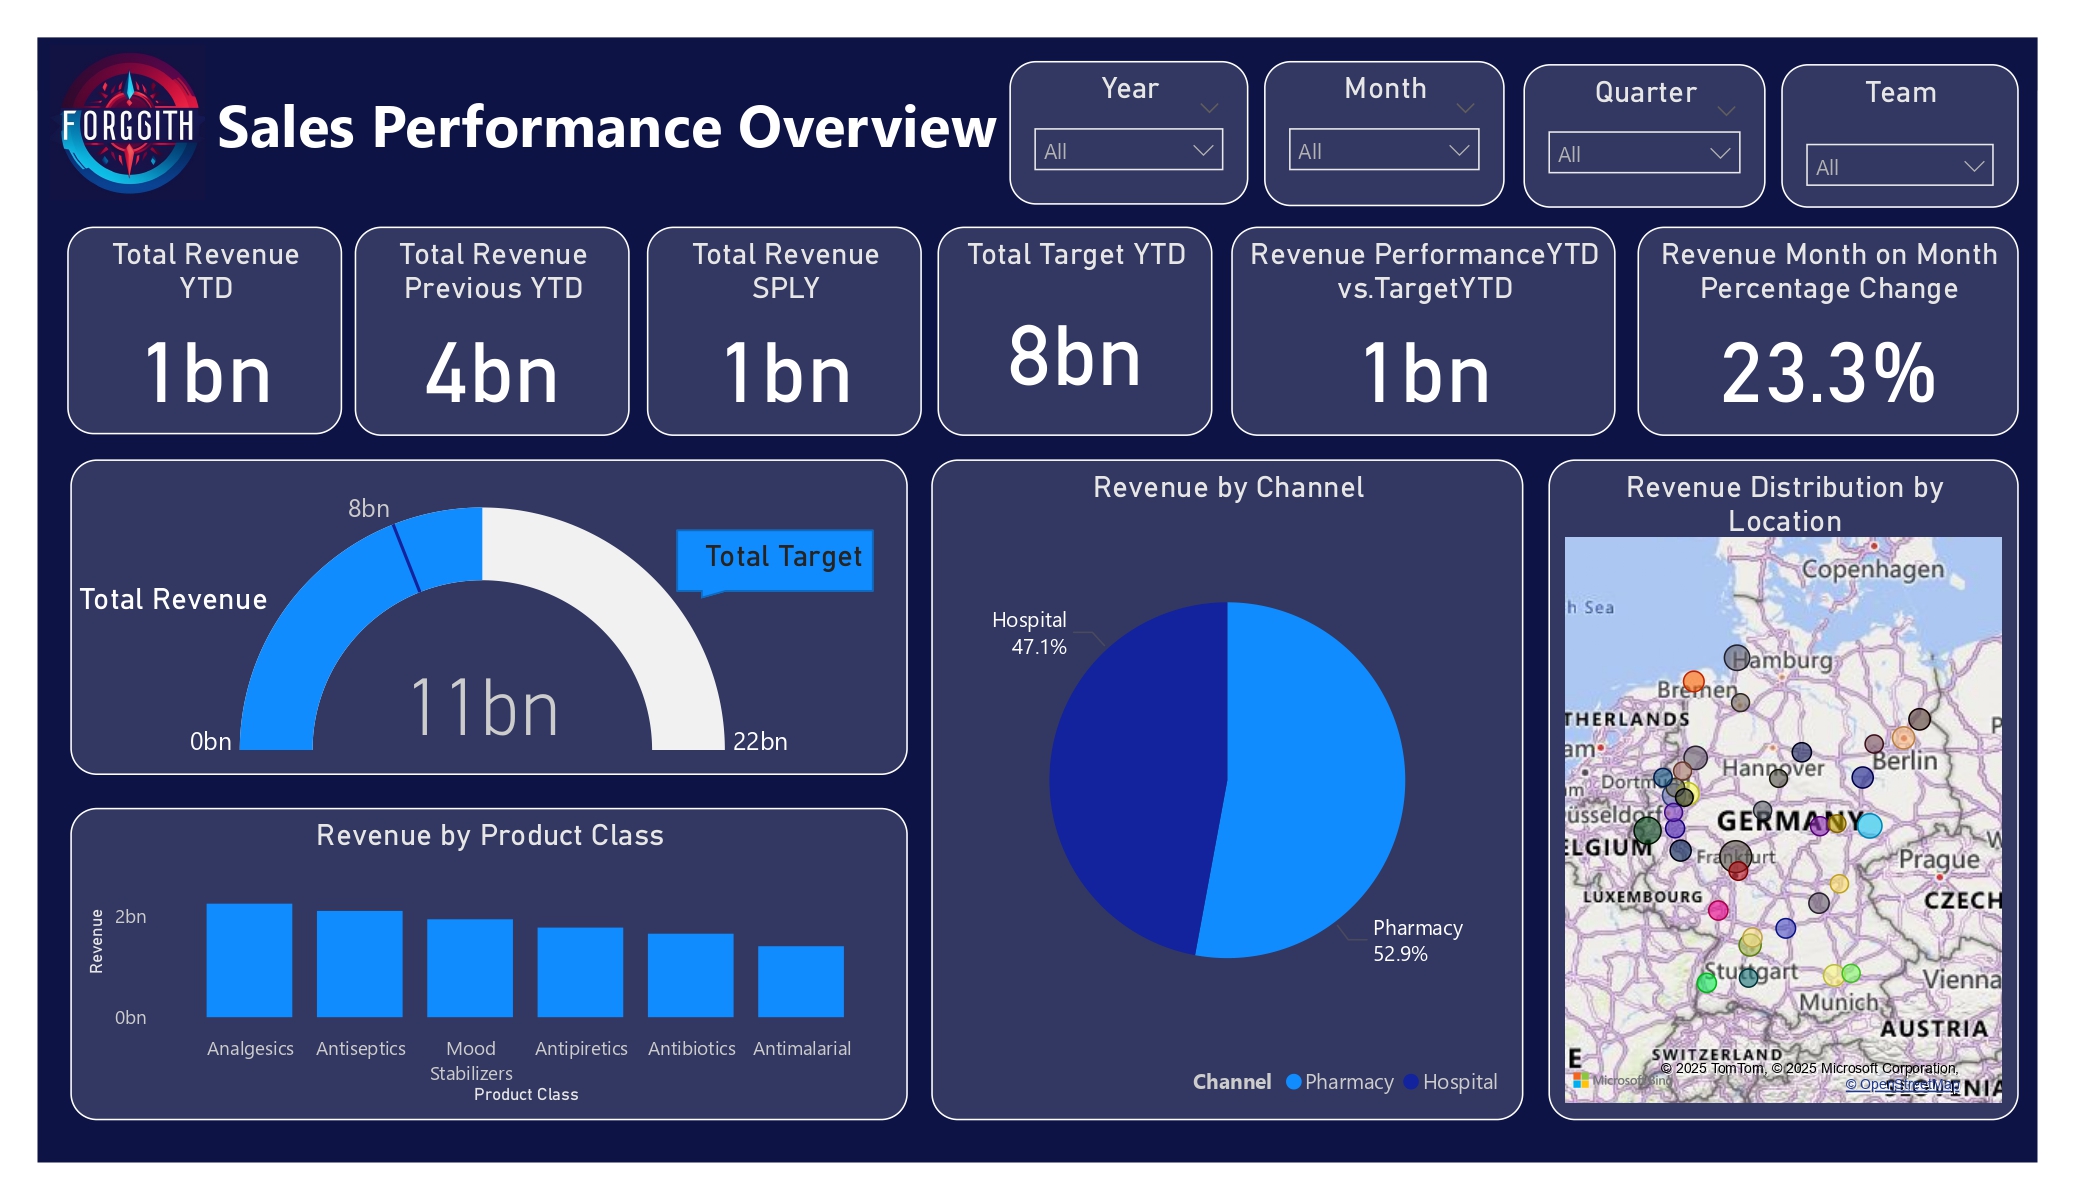 FORGGITH
Sales Performance Overview
Year
All
Month
All
Quarter
All
Team
All
Total Revenue
YTD
1bn
Total Revenue
Previous YTD
4bn
Total Revenue
SPLY
1bn
Total Target YTD
8bn
Revenue PerformanceYTD
vs.TargetYTD
1bn
Revenue Month on Month
Percentage Change
23.3%
8bn
Total Target
Total Revenue
11bn
0bn
22bn
Revenue by Product Class
Revenue
2bn
0bn
Analgesics
Antiseptics
Mood
Stabilizers
Antipiretics
Antibiotics
Antimalarial
Product Class
Revenue by Channel
Hospital
47.1%
Pharmacy
52.9%
Channel
Pharmacy
Hospital
Revenue Distribution by
Location
Copenhagen
h Sea
Hamburg
Bremen
THERLANDS
am
Berlin
Hannover
Dortmu
üsseldorf
GERMANY
ELGIUM
Frankfurt
Prague
LUXEMBOURG
CZECH
Stuttgart
Vienna
Munich
AUSTRIA
E
SWITZERLAND
© 2025 TomTom, © 2025 Microsoft Corporation,
Microsoft Bing
© OpenStreetMap